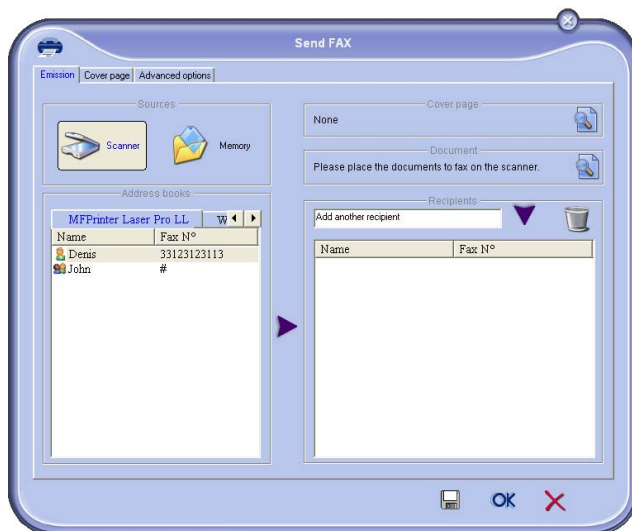 Send FAX
Emission Cover page Advanced options
Sources
Scanner Memory
Cover page
None
Document
Please place the documents to fax on the scanner.
Address books
MFPrinter Laser Pro LL W
Name Fax N°
Denis 33123123113
John #
Recipients
Add another recipient
Name Fax N°
OK